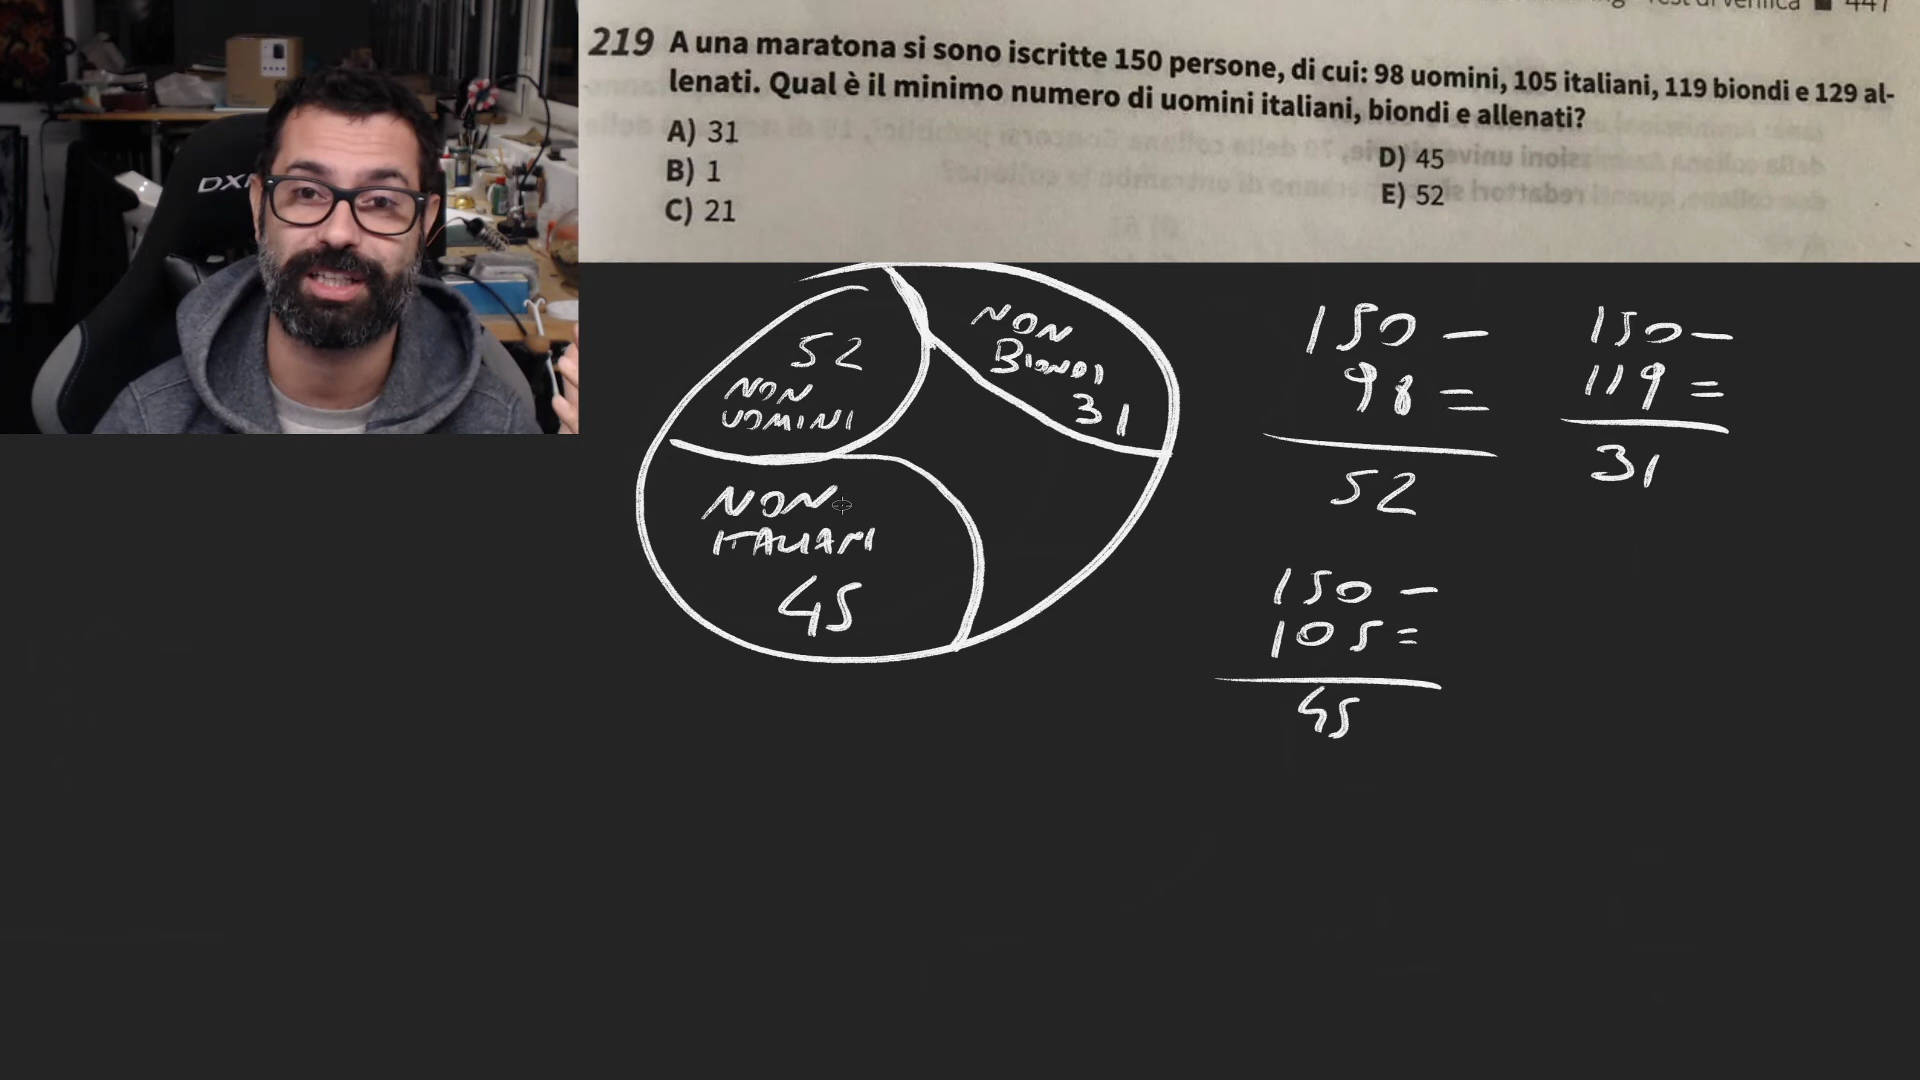 219 A una maratona si sono iscritte 150 persone, di cui: 98 uomini, 105 italiani, 119 biondi e 129 al-
lenati. Qual è il minimo numero di uomini italiani, biondi e allenati?
A) 31
B) 1
C) 21
D) 45
E) 52
52
NON
UOMINI
NON
BIONDI
31
NON
ITALIANI
45
150 -
98 =
52
150 -
119 =
31
150 -
105 =
45